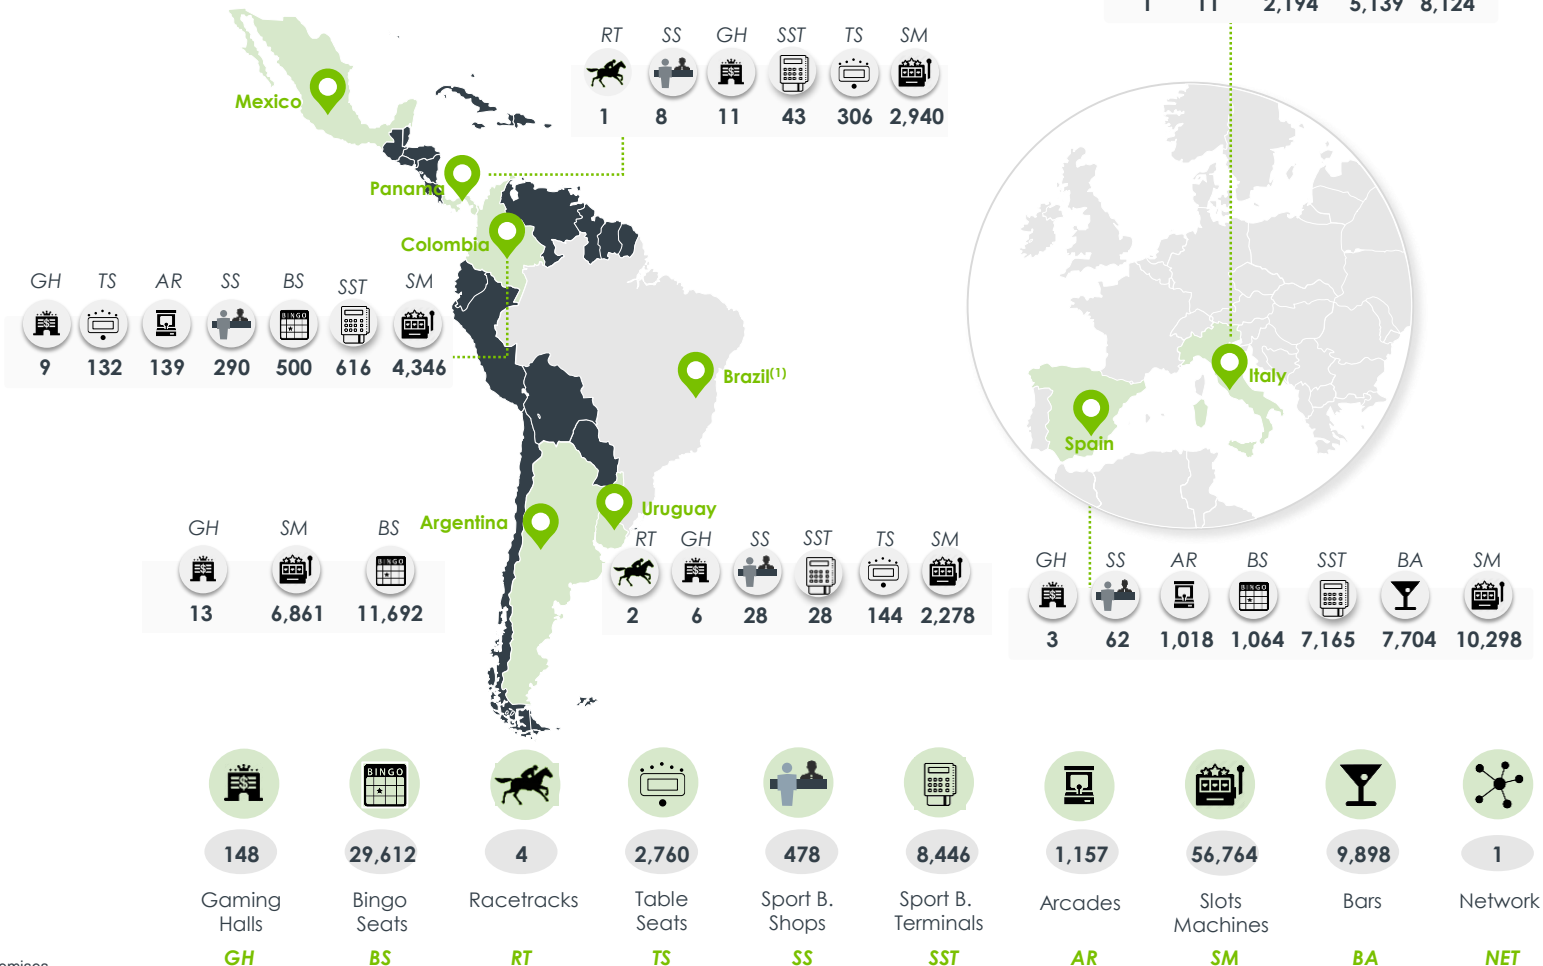 1 11 2,194 5,139 8,124
RT SS GH SST TS SM
1 8 11 43 306 2,940
Mexico
Panama
Colombia
GH TS AR SS BS SST SM
BINGO
9 132 139 290 500 616 4,346
Brazil(1)
Italy
Spain
Argentina
Uruguay
GH SM BS
BINGO
13 6,861 11,692
RT GH SS SST TS SM
2 6 28 28 144 2,278
GH SS AR BS SST BA SM
BINGO
3 62 1,018 1,064 7,165 7,704 10,298
BINGO
148 29,612 4 2,760 478 8,446 1,157 56,764 9,898 1
Gaming Bingo Racetracks Table Sport B. Sport B. Arcades Slots Bars Network
Halls Seats Seats Shops Terminals Machines
GH BS RT TS SS SST AR SM BA NET